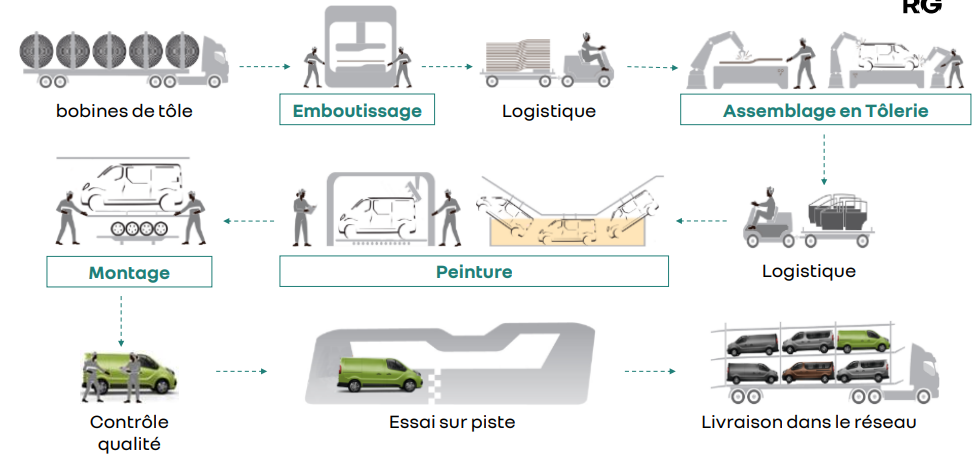 RG
bobines de tôle
Emboutissage
Logistique
Assemblage en Tôlerie
Montage
Peinture
Logistique
Contrôle
qualité
Essai sur piste
Livraison dans le réseau